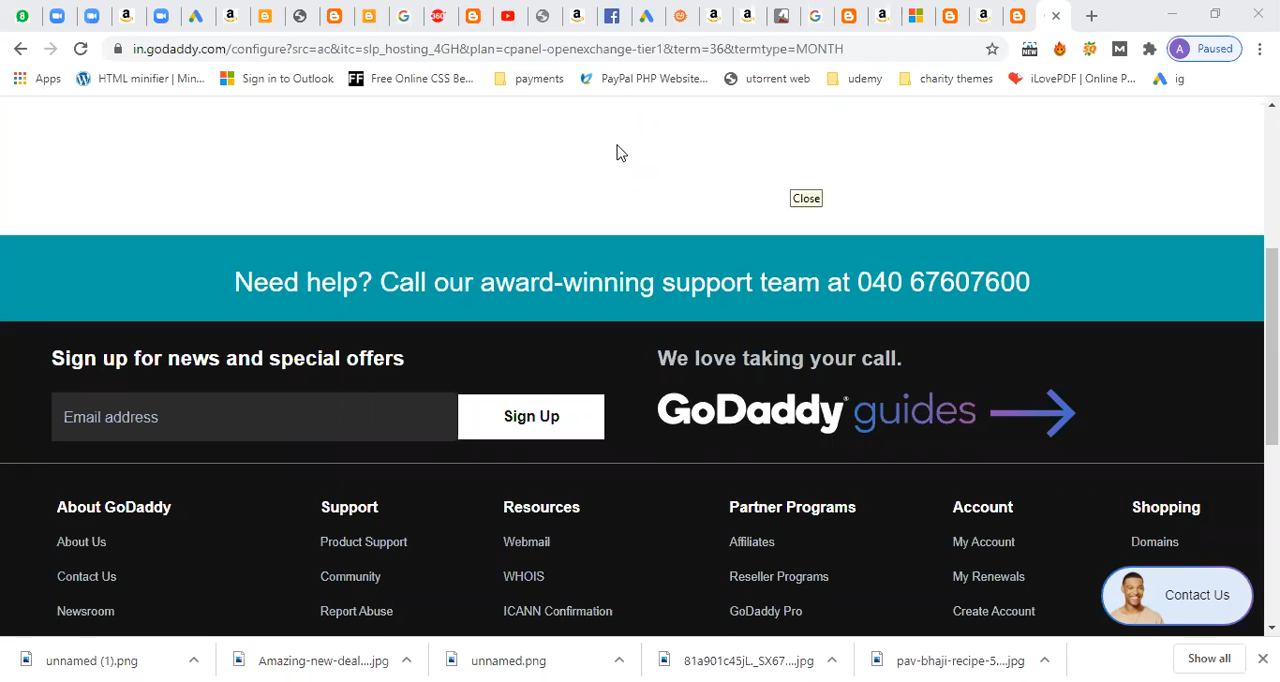 in.godaddy.com/configure?src=ac&itc=slp_hosting_4GH&plan=cpanel-openexchange-tier1&term=36&termtype=MONTH
NEW
M
A Paused
Apps
HTML minifier | Min...
Sign in to Outlook
FF Free Online CSS Be...
payments
PayPal PHP Website...
utorrent web
udemy
charity themes
iLovePDF | Online P...
ig
Close
Need help? Call our award-winning support team at 040 67607600
Sign up for news and special offers
Email address
Sign Up
We love taking your call.
GoDaddy® guides
About GoDaddy
About Us
Contact Us
Newsroom
Support
Product Support
Community
Report Abuse
Resources
Webmail
WHOIS
ICANN Confirmation
Partner Programs
Affiliates
Reseller Programs
GoDaddy Pro
Account
My Account
My Renewals
Create Account
Shopping
Domains
Contact Us
unnamed (1).png
Amazing-new-deal....jpg
unnamed.png
81a901c45jL._SX67....jpg
pav-bhaji-recipe-5....jpg
Show all